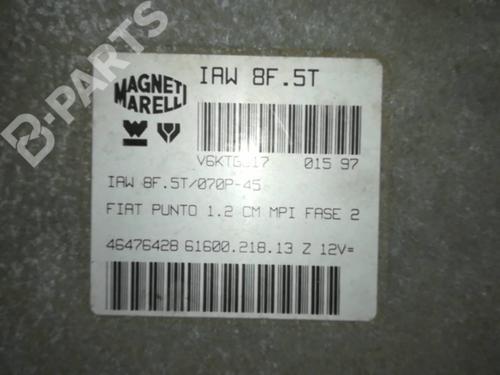 B-PARTS
IAW 8F.5T
MAGNETI
MARELLI
015 97
IAW 8F.5T/070P-45
FIAT PUNTO 1.2 CM MPI FASE 2
46476428 61600.218.13 Z 12V=
B-PARTS